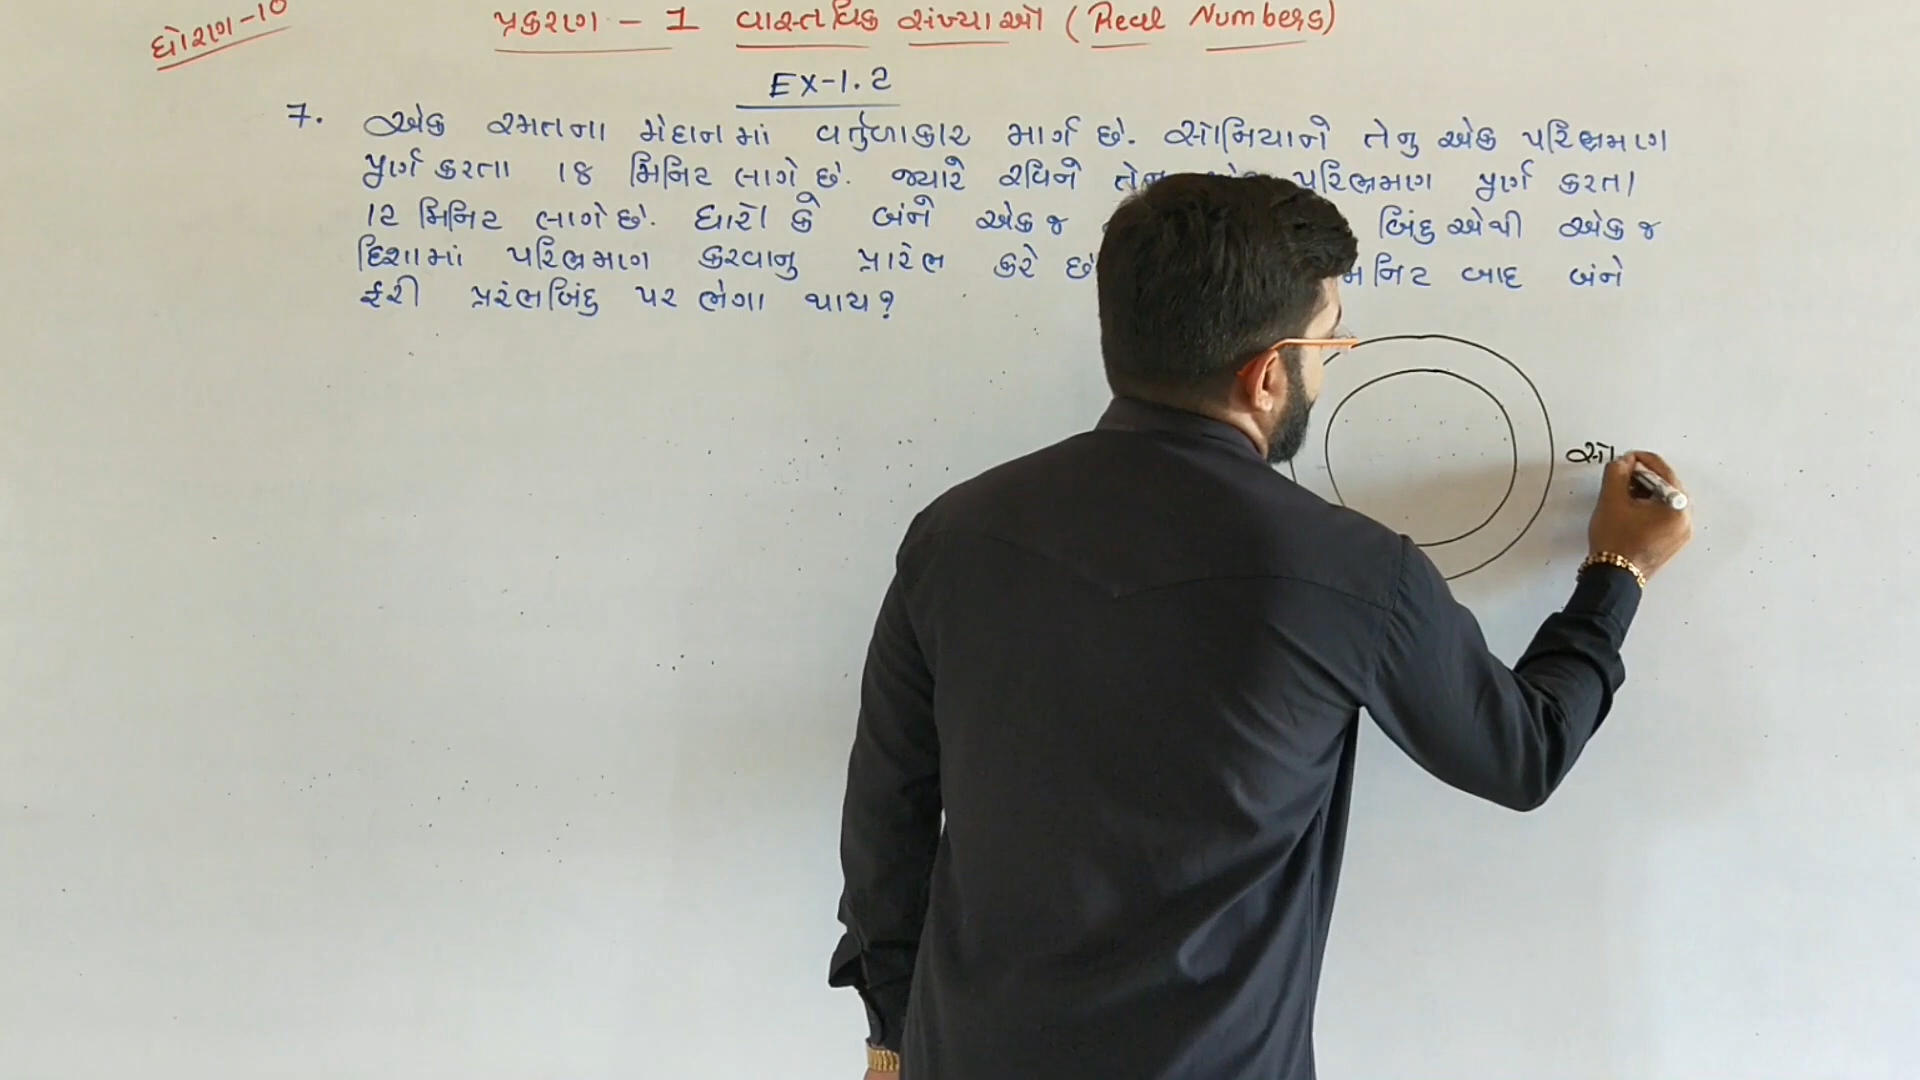 ધોરણ-10
પ્રકરણ - 1 વાસ્તવિક સંખ્યાઓ (Real Numbers)
EX-1.2
7. એક રમતના મેદાનમાં વર્તુળાકાર માર્ગ છે. સોનિયાને તેનુ એક પરિભ્રમણ
પૂર્ણ કરતા 18 મિનિટ લાગે છે. જ્યારે રવિને પરિભ્રમણ પૂર્ણ કરતા
12 મિનિટ લાગે છે. ધારો કે બંને એક જ બિંદુ એથી એક જ
દિશામાં પરિભ્રમણ કરવાનુ પ્રારંભ કરે છે મિનિટ બાદ બંને
ફરી પ્રરંભબિંદુ પર ભેગા થાય?
સો